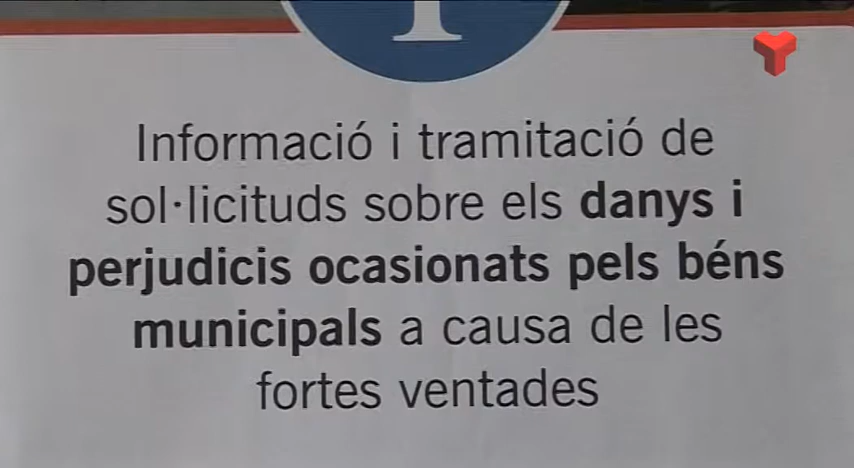 i
Informació i tramitació de
sol·licituds sobre els danys i
perjudicis ocasionats pels béns
municipals a causa de les
fortes ventades